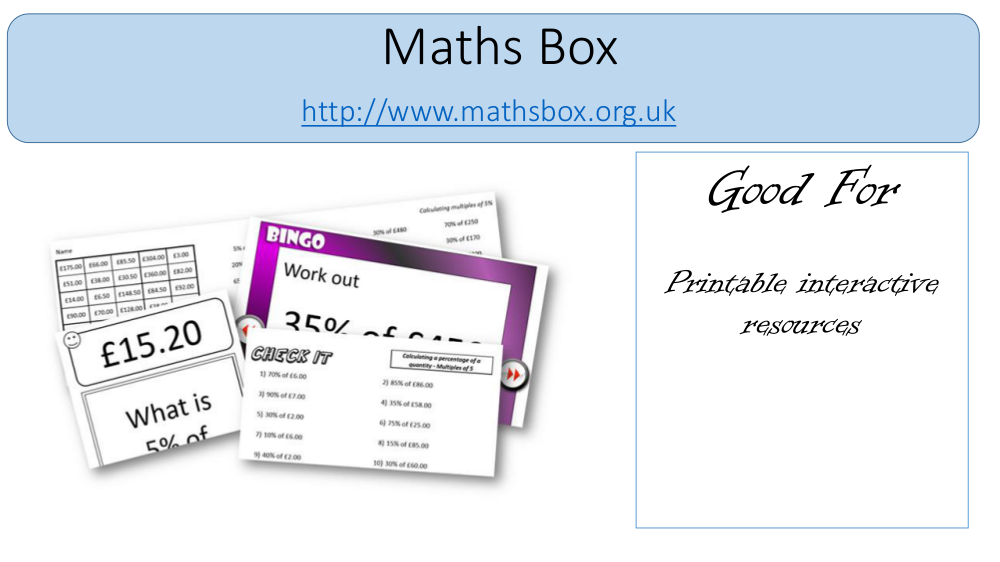 Maths Box
http://www.mathsbox.org.uk
Good For
Printable interactive
resources
Calculating multiples of 5%
30% of £480
70% of £250
30% of £170
Name
£175.00 £66.00 £85.50 £304.00 £3.00
£51.00 £38.00 £30.50 £360.00 £82.00
£14.00 £6.50 £148.50 £84.50 £92.00
£90.00 £70.00 £128.00
BINGO
Work out
35% of
£15.20
What is
5% of
CHECK IT
Calculating a percentage of a
quantity - Multiples of 5
1) 70% of £6.00
2) 85% of £86.00
3) 90% of £7.00
4) 35% of £58.00
5) 30% of £2.00
6) 75% of £25.00
7) 10% of £6.00
8) 15% of £85.00
9) 40% of £2.00
10) 30% of £60.00